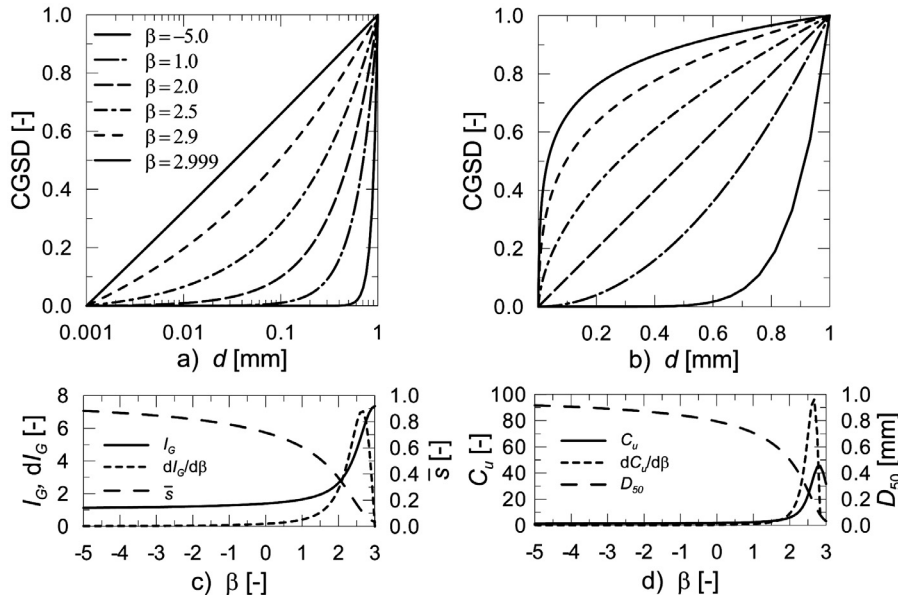 CGSD [-]
1.0
0.8
0.6
0.4
0.2
0.0
β = −5.0
β = 1.0
β = 2.0
β = 2.5
β = 2.9
β = 2.999
0.001 0.01 0.1 1
a) d [mm]
CGSD [-]
1.0
0.8
0.6
0.4
0.2
0.0
0.2 0.4 0.6 0.8 1
b) d [mm]
I_G, dI_G [-]
8
6
4
2
0
I_G
dI_G/dβ
s̅
1.0
0.8
0.6
0.4
0.2
0.0
s̅ [-]
-5 -4 -3 -2 -1 0 1 2 3
c) β [-]
C_u [-]
100
80
60
40
20
0
C_u
dC_u/dβ
D_50
1.0
0.8
0.6
0.4
0.2
0.0
D_50 [mm]
-5 -4 -3 -2 -1 0 1 2 3
d) β [-]